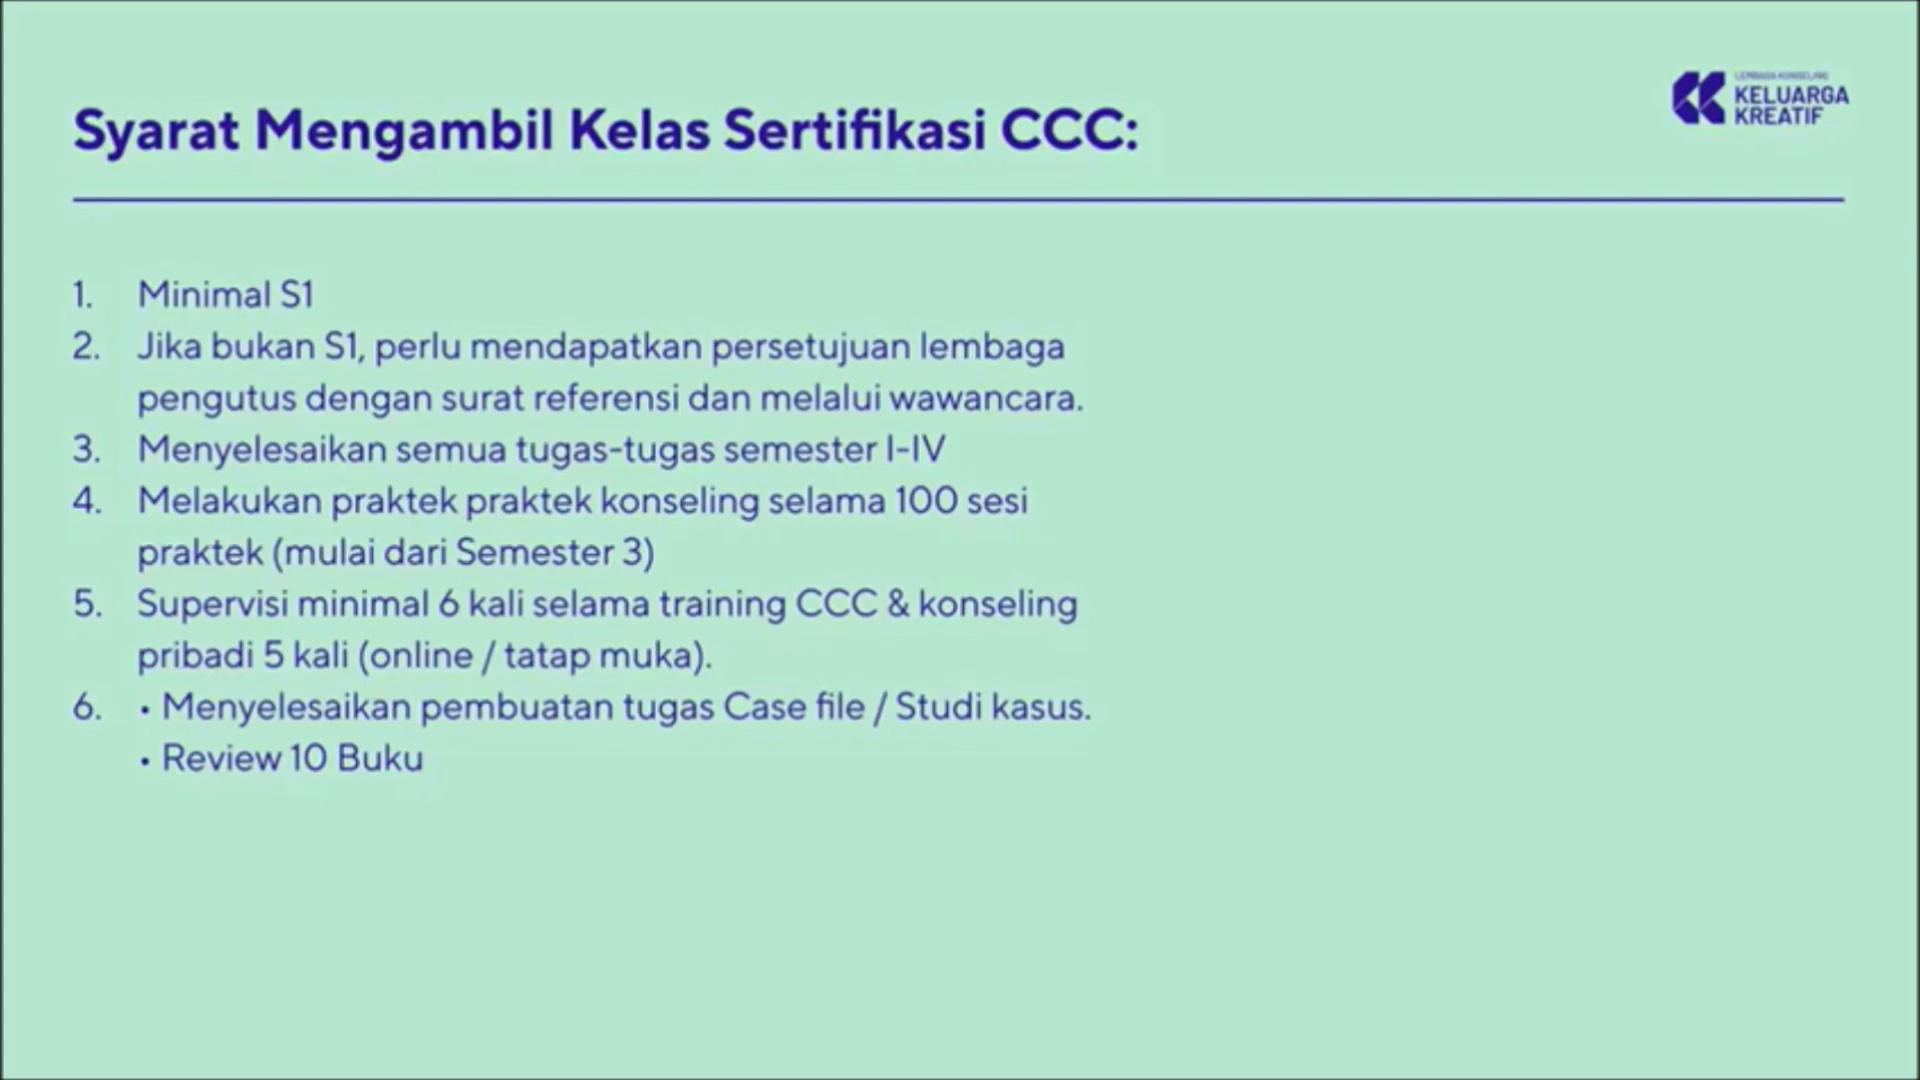 Syarat Mengambil Kelas Sertifikasi CCC:
LEMBAGA KONSELING
KELUARGA
KREATIF
1. Minimal S1
2. Jika bukan S1, perlu mendapatkan persetujuan lembaga
pengutus dengan surat referensi dan melalui wawancara.
3. Menyelesaikan semua tugas-tugas semester I-IV
4. Melakukan praktek praktek konseling selama 100 sesi
praktek (mulai dari Semester 3)
5. Supervisi minimal 6 kali selama training CCC & konseling
pribadi 5 kali (online / tatap muka).
6. • Menyelesaikan pembuatan tugas Case file / Studi kasus.
• Review 10 Buku